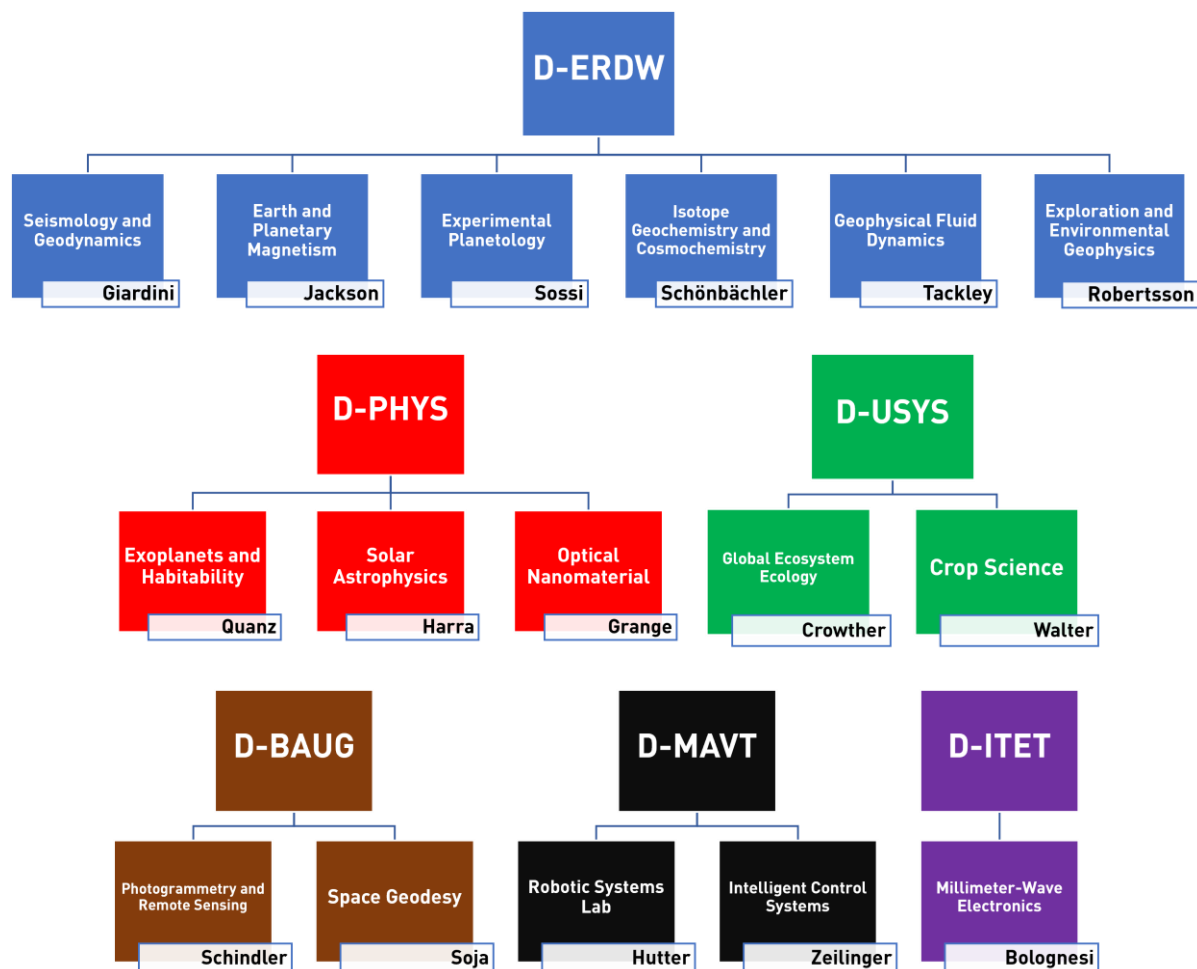 D-ERDW
Seismology and
Geodynamics
Giardini
Earth and
Planetary
Magnetism
Jackson
Experimental
Planetology
Sossi
Isotope
Geochemistry and
Cosmochemistry
Schönbächler
Geophysical Fluid
Dynamics
Tackley
Exploration and
Environmental
Geophysics
Robertsson
D-PHYS
Exoplanets and
Habitability
Quanz
Solar
Astrophysics
Harra
Optical
Nanomaterial
Grange
D-USYS
Global Ecosystem
Ecology
Crowther
Crop Science
Walter
D-BAUG
Photogrammetry and
Remote Sensing
Schindler
Space Geodesy
Soja
D-MAVT
Robotic Systems
Lab
Hutter
Intelligent Control
Systems
Zeilinger
D-ITET
Millimeter-Wave
Electronics
Bolognesi